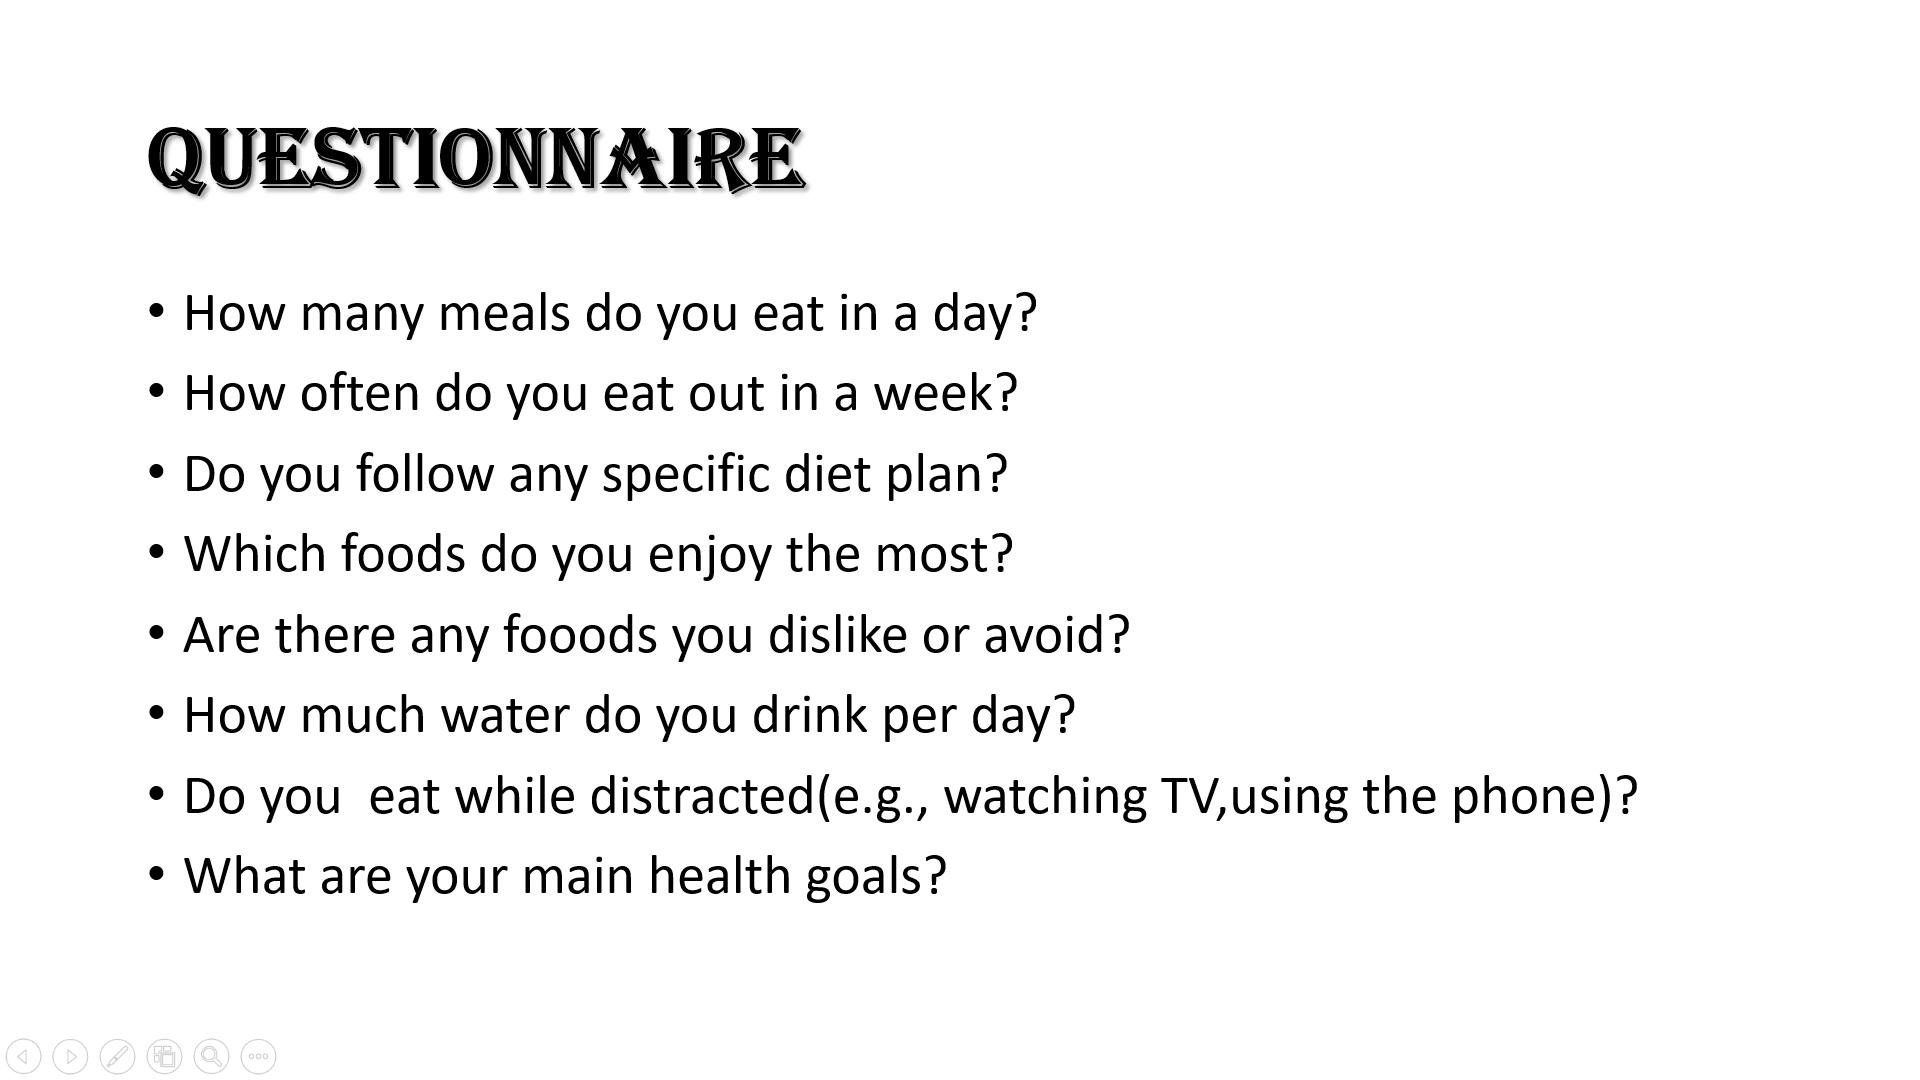 QUESTIONNAIRE
• How many meals do you eat in a day?
• How often do you eat out in a week?
• Do you follow any specific diet plan?
• Which foods do you enjoy the most?
• Are there any fooods you dislike or avoid?
• How much water do you drink per day?
• Do you  eat while distracted(e.g., watching TV,using the phone)?
• What are your main health goals?